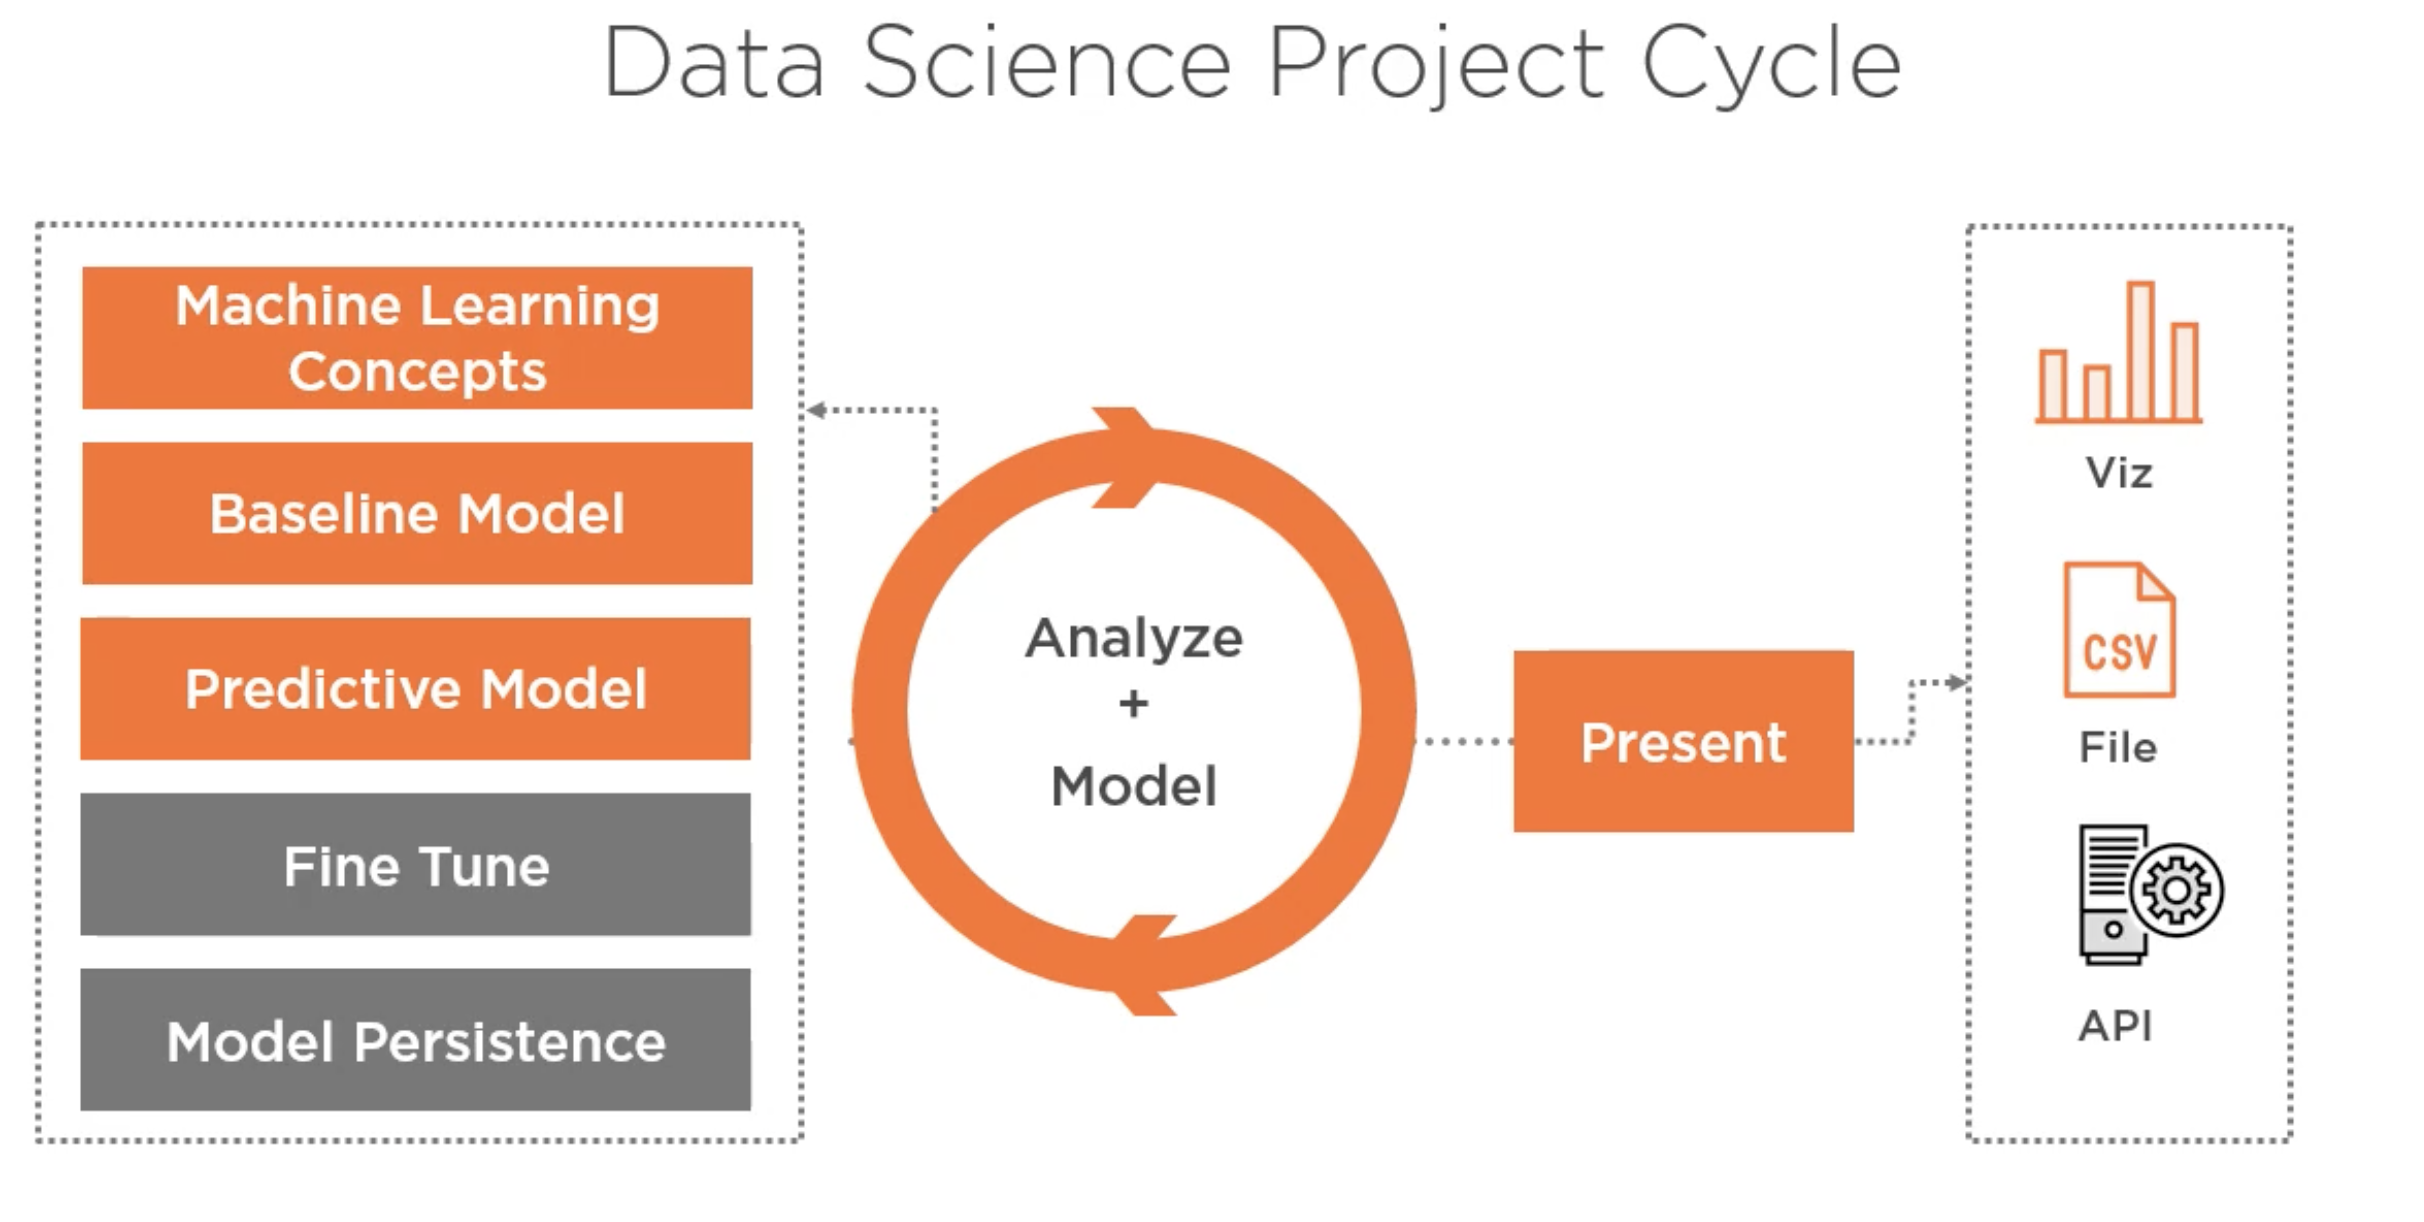 Data Science Project Cycle
Machine Learning
Concepts
Baseline Model
Predictive Model
Fine Tune
Model Persistence
Analyze
+
Model
Present
Viz
CSV
File
API